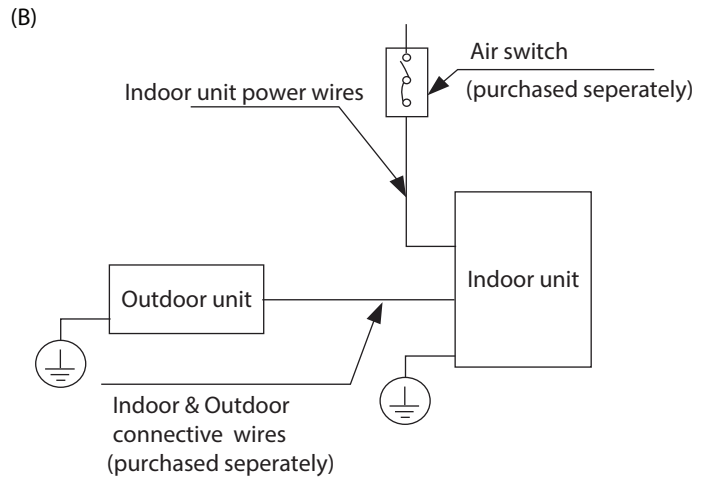 (B)
Air switch
(purchased seperately)
Indoor unit power wires
Indoor unit
Outdoor unit
Indoor & Outdoor
connective wires
(purchased seperately)